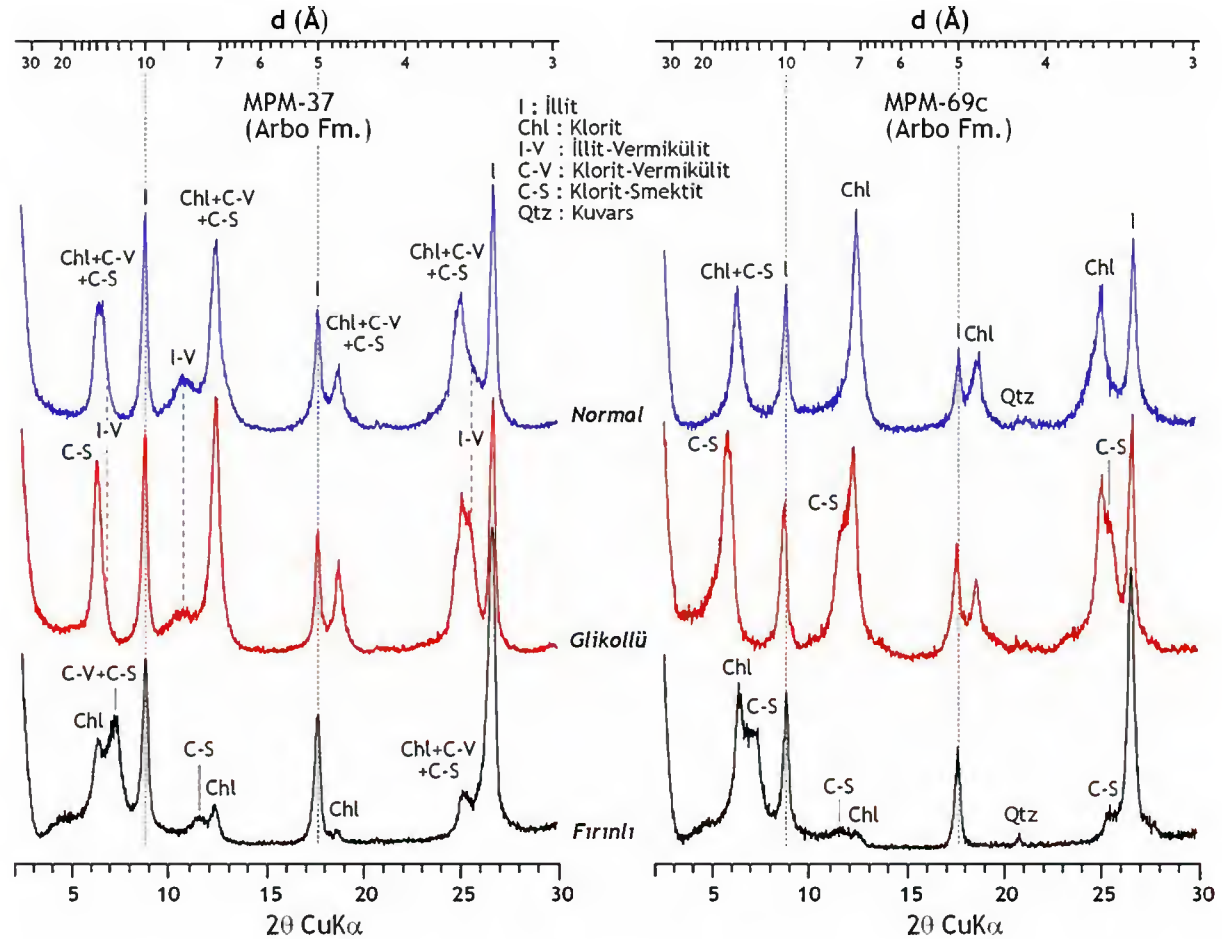 d (Å)
30 20 10 7 6 5 4 3
MPM-37
(Arbo Fm.)
I : İllit
Chl : Klorit
I-V : İllit-Vermikülit
C-V : Klorit-Vermikülit
C-S : Klorit-Smektit
Qtz : Kuvars
Chl+C-V
+C-S
I
I-V
Chl+C-V
+C-S
I
Chl+C-V
+C-S
Chl+C-V
+C-S
I
Normal
C-S
I-V
I-V
Glikollü
Chl
C-V+C-S
C-S
Chl
Chl
Chl+C-V
+C-S
Fırınlı
5 10 15 20 25 30
2θ CuKα
d (Å)
30 20 10 7 6 5 4 3
MPM-69c
(Arbo Fm.)
Chl+C-S
I
Chl
I
Chl
Qtz
Chl
I
C-S
C-S
C-S
Chl
C-S
C-S
Chl
Qtz
C-S
5 10 15 20 25 30
2θ CuKα